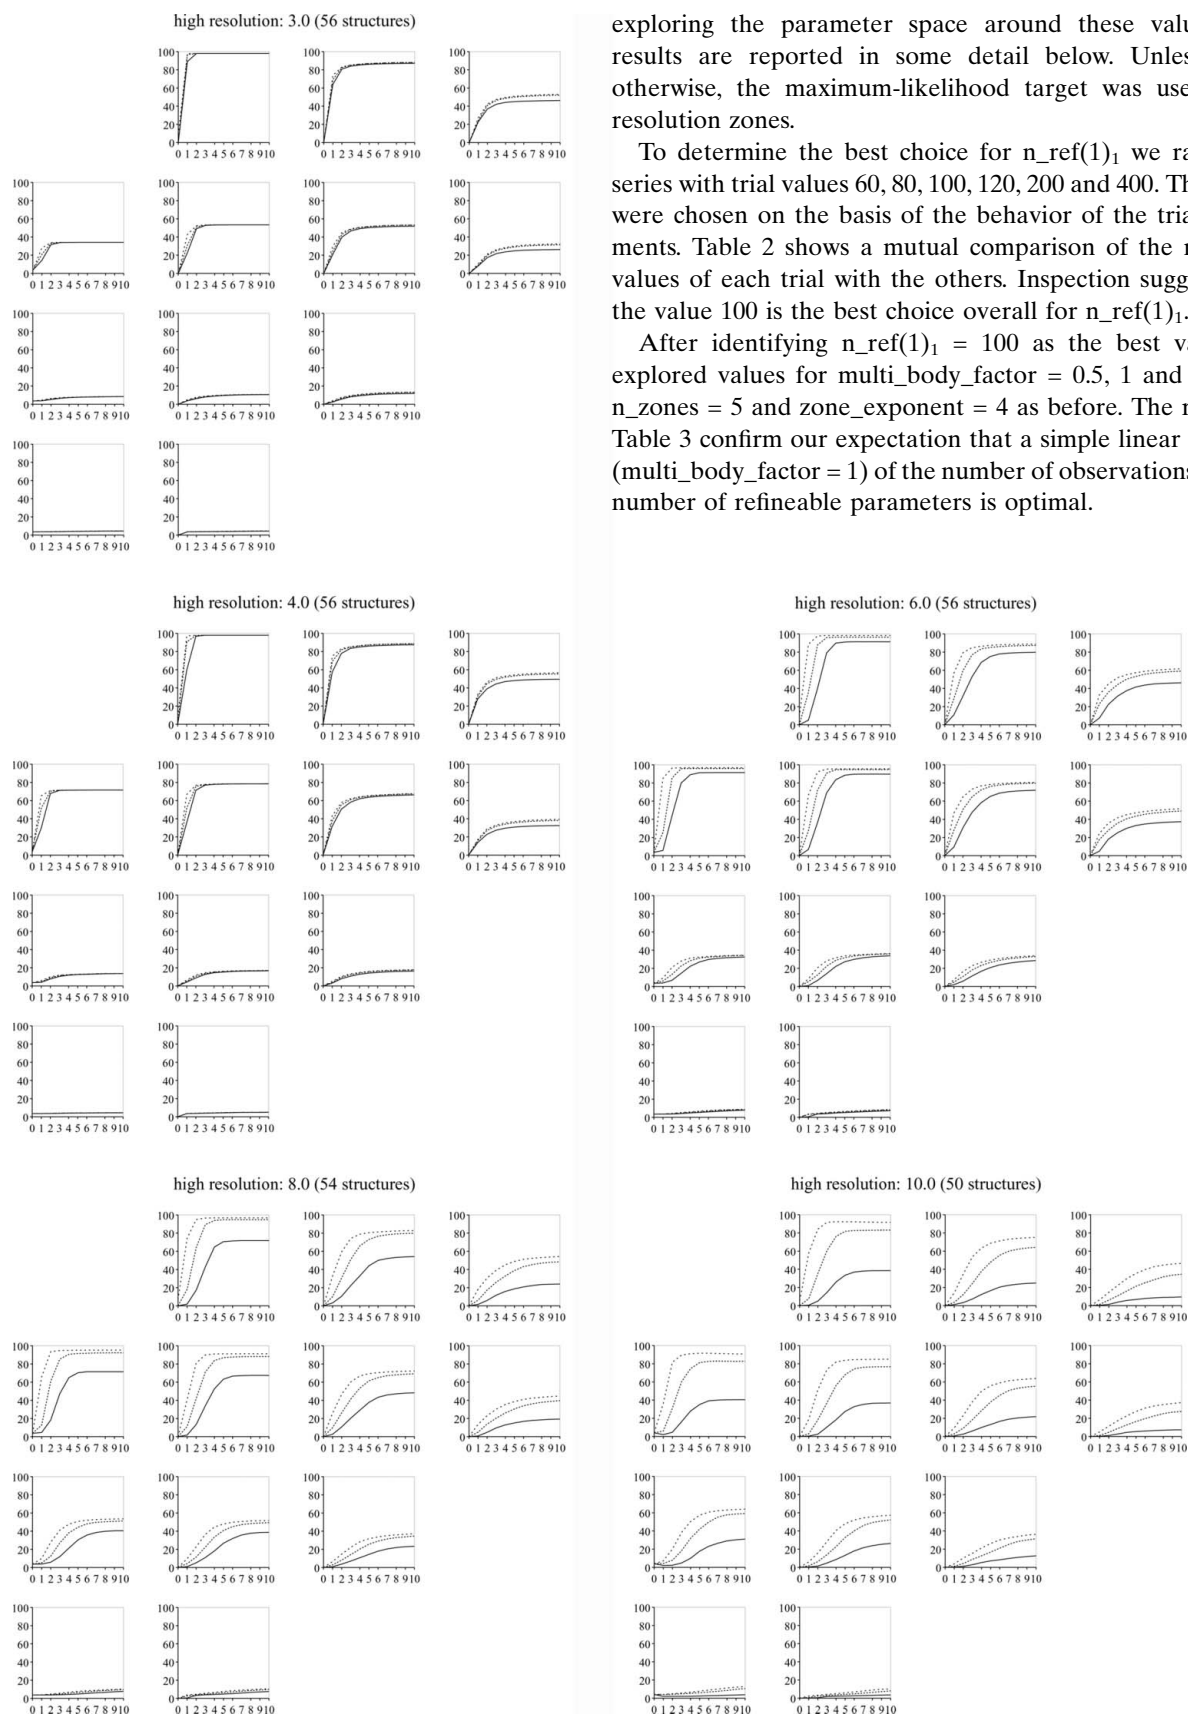 high resolution: 3.0 (56 structures)
exploring the parameter space around these valu
results are reported in some detail below. Unles
otherwise, the maximum-likelihood target was use
resolution zones.
To determine the best choice for n_ref(1)₁ we ra
series with trial values 60, 80, 100, 120, 200 and 400. Th
were chosen on the basis of the behavior of the tria
ments. Table 2 shows a mutual comparison of the r
values of each trial with the others. Inspection sugg
the value 100 is the best choice overall for n_ref(1)₁.
After identifying n_ref(1)₁ = 100 as the best va
explored values for multi_body_factor = 0.5, 1 and
n_zones = 5 and zone_exponent = 4 as before. The r
Table 3 confirm our expectation that a simple linear
(multi_body_factor = 1) of the number of observations
number of refineable parameters is optimal.
high resolution: 4.0 (56 structures)
high resolution: 6.0 (56 structures)
high resolution: 8.0 (54 structures)
high resolution: 10.0 (50 structures)